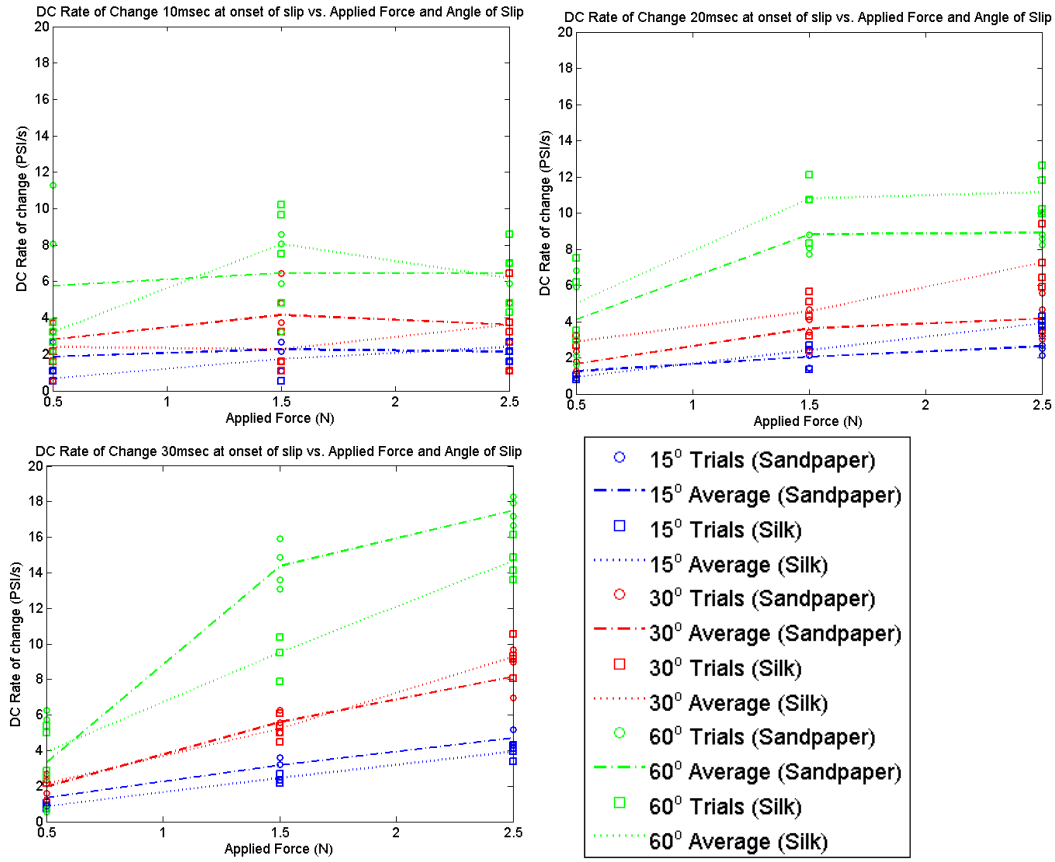 DC Rate of Change 10msec at onset of slip vs. Applied Force and Angle of Slip
20
18
16
14
12
10
8
6
4
2
0
0.5
1
1.5
2
2.5
DC Rate of change (PSI/s)
Applied Force (N)
DC Rate of Change 20msec at onset of slip vs. Applied Force and Angle of Slip
20
18
16
14
12
10
8
6
4
2
0
0.5
1
1.5
2
2.5
DC Rate of change (PSI/s)
Applied Force (N)
DC Rate of Change 30msec at onset of slip vs. Applied Force and Angle of Slip
20
18
16
14
12
10
8
6
4
2
0
0.5
1
1.5
2
2.5
DC Rate of change (PSI/s)
Applied Force (N)
15⁰ Trials (Sandpaper)
15⁰ Average (Sandpaper)
15⁰ Trials (Silk)
15⁰ Average (Silk)
30⁰ Trials (Sandpaper)
30⁰ Average (Sandpaper)
30⁰ Trials (Silk)
30⁰ Average (Silk)
60⁰ Trials (Sandpaper)
60⁰ Average (Sandpaper)
60⁰ Trials (Silk)
60⁰ Average (Silk)